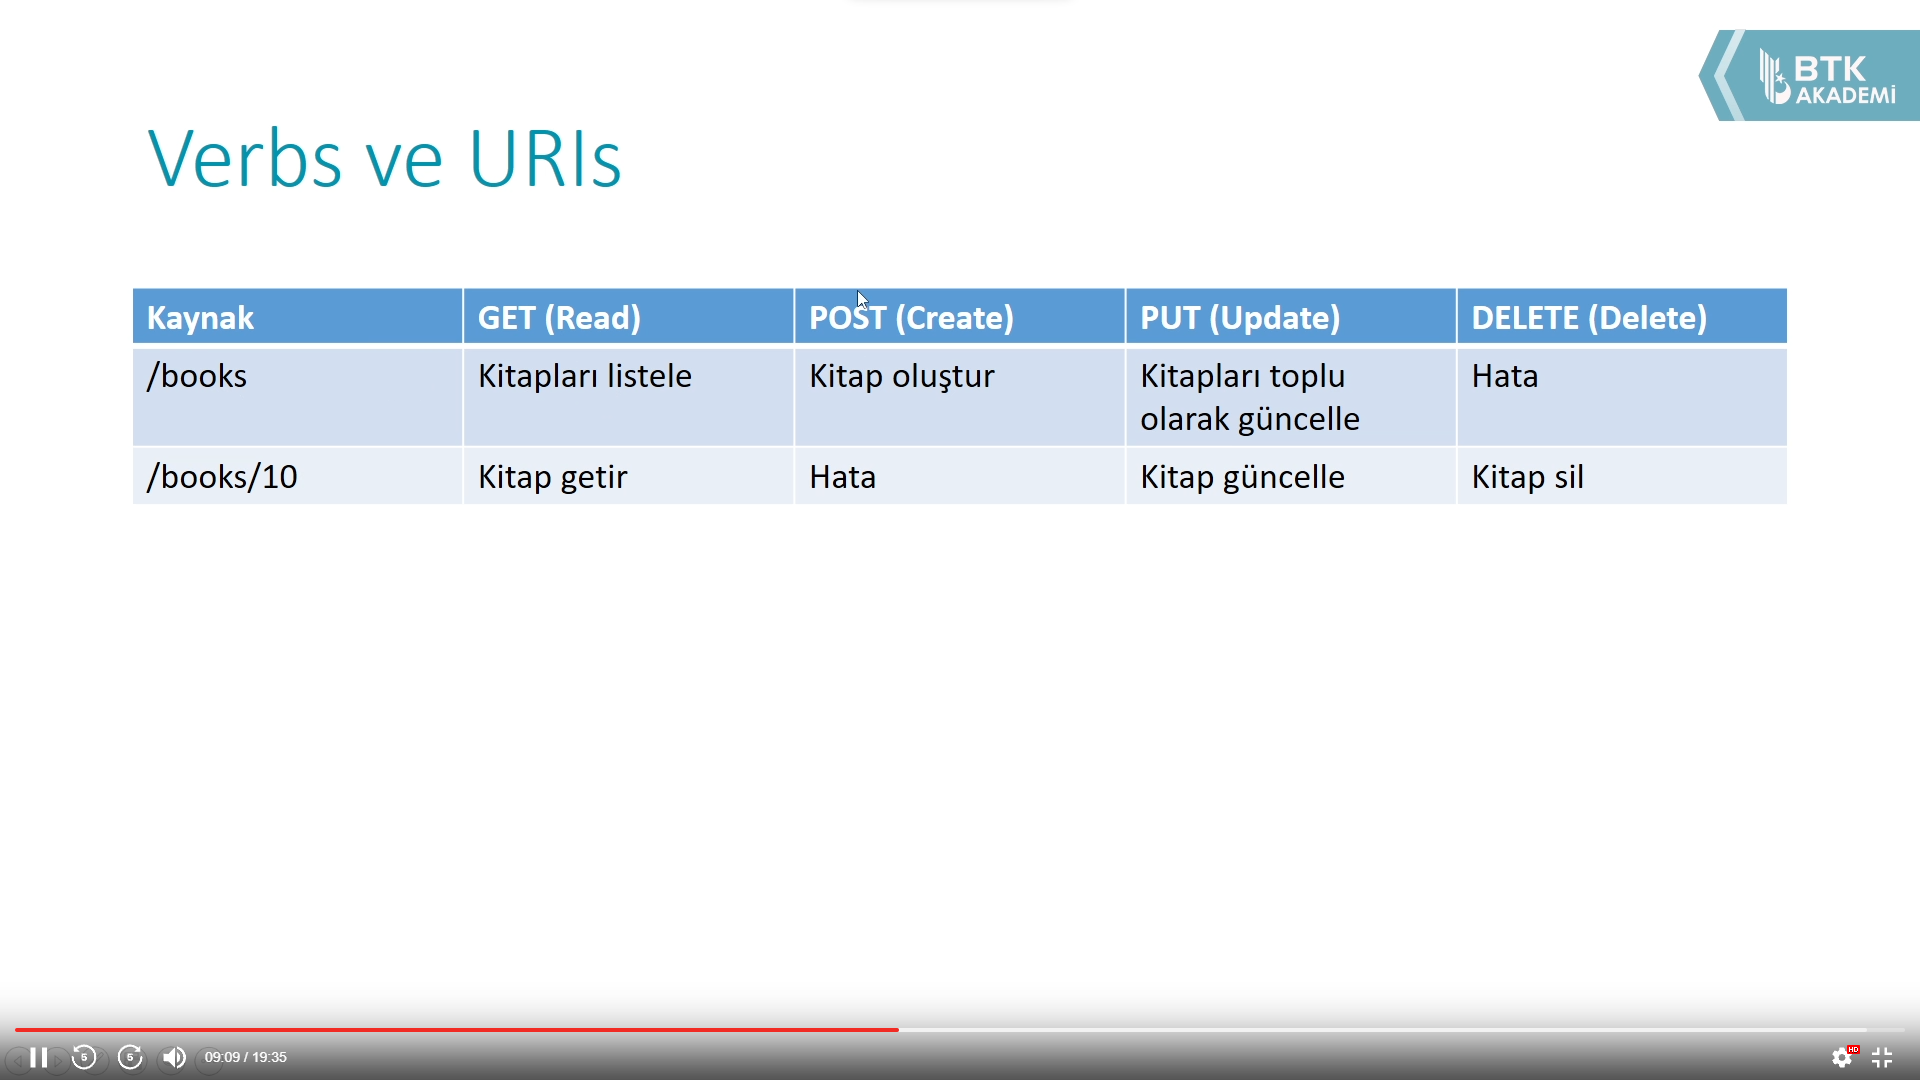 BTK
AKADEMİ
Verbs ve URIs
Kaynak GET (Read) POST (Create) PUT (Update) DELETE (Delete)
/books Kitapları listele Kitap oluştur Kitapları toplu olarak güncelle Hata
/books/10 Kitap getir Hata Kitap güncelle Kitap sil
5 5 09:09 / 19:35 HD